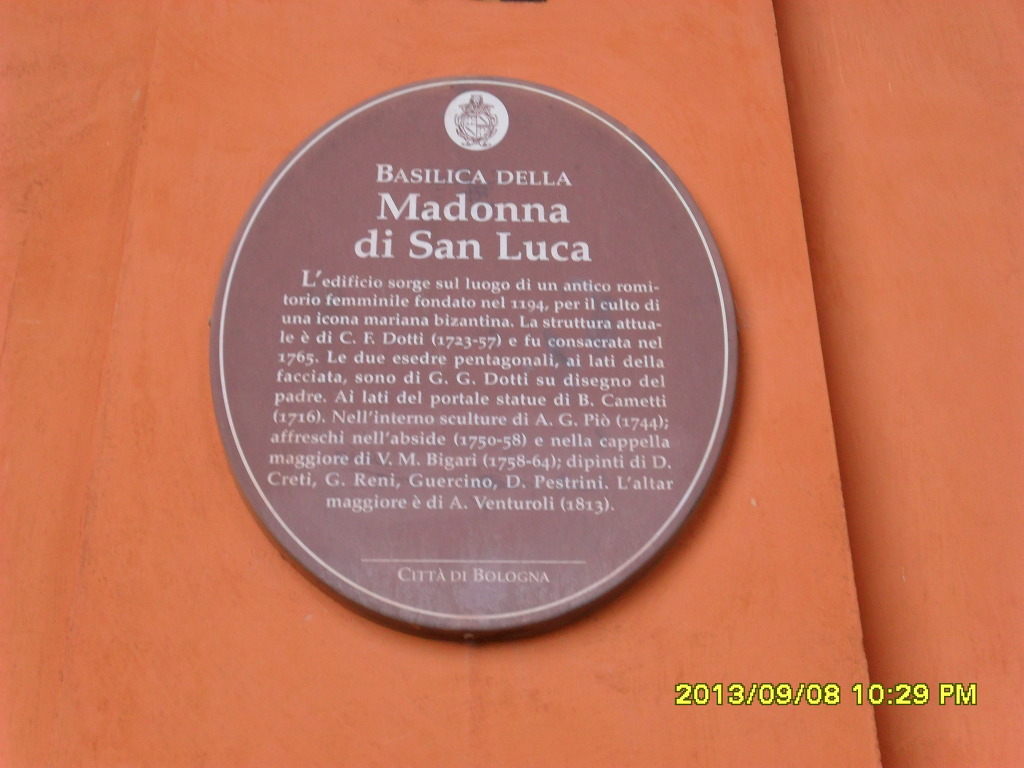 BASILICA DELLA
Madonna
di San Luca
L'edificio sorge sul luogo di un antico romi-
torio femminile fondato nel 1194, per il culto di
una icona mariana bizantina. La struttura attua-
le è di C. F. Dotti (1723-57) e fu consacrata nel
1765. Le due esedre pentagonali, ai lati della
facciata, sono di G. G. Dotti su disegno del
padre. Ai lati del portale statue di B. Cametti
(1716). Nell'interno sculture di A. G. Piò (1744);
affreschi nell'abside (1750-58) e nella cappella
maggiore di V. M. Bigari (1758-64); dipinti di D.
Creti, G. Reni, Guercino, D. Pestrini. L'altar
maggiore è di A. Venturoli (1813).
CITTÀ DI BOLOGNA
2013/09/08 10:29 PM